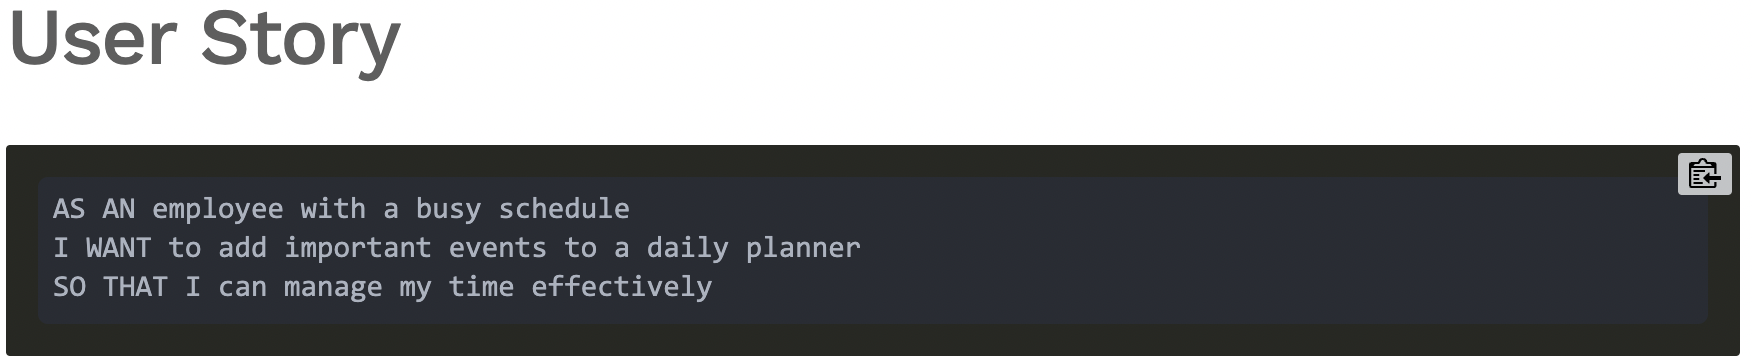 User Story
AS AN employee with a busy schedule
I WANT to add important events to a daily planner
SO THAT I can manage my time effectively